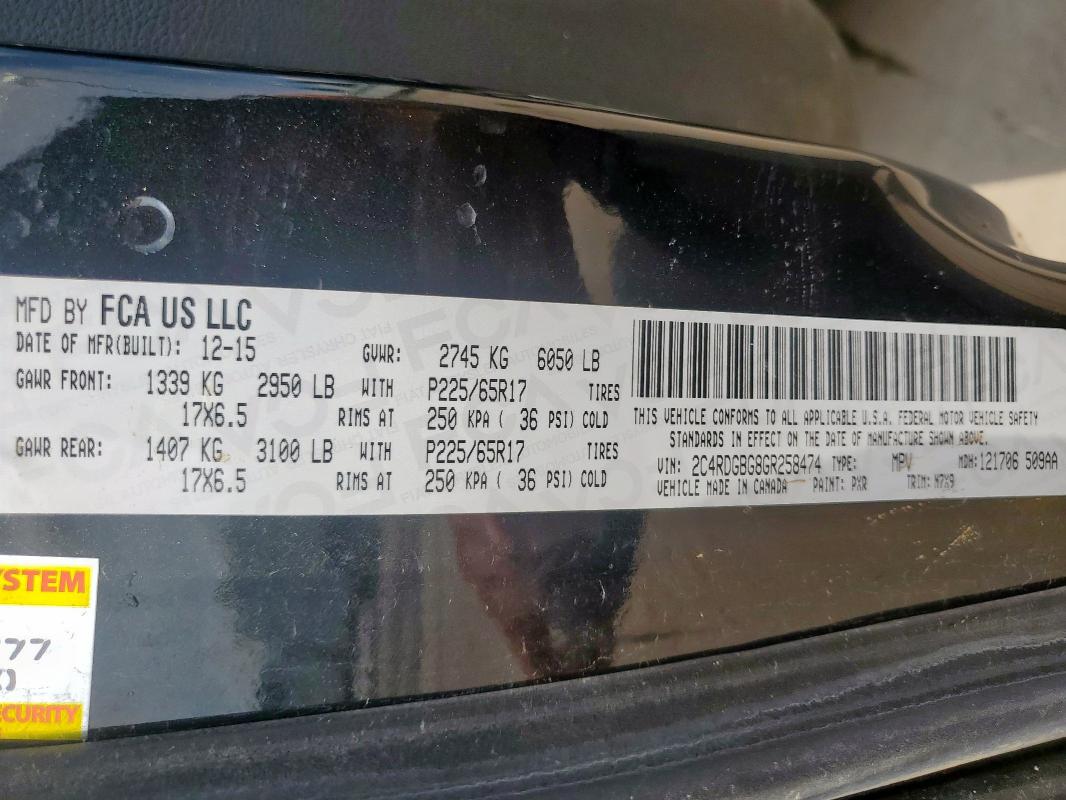 MFD BY FCA US LLC
DATE OF MFR(BUILT): 12-15 GVWR: 2745 KG 6050 LB
GAWR FRONT: 1339 KG 2950 LB WITH P225/65R17 TIRES
17X6.5 RIMS AT 250 KPA ( 36 PSI) COLD
GAWR REAR: 1407 KG 3100 LB WITH P225/65R17 TIRES
17X6.5 RIMS AT 250 KPA ( 36 PSI) COLD
THIS VEHICLE CONFORMS TO ALL APPLICABLE U.S.A. FEDERAL MOTOR VEHICLE SAFETY
STANDARDS IN EFFECT ON THE DATE OF MANUFACTURE SHOWN ABOVE.
VIN: 2C4RDGBG8GR258474 TYPE: MPV MDH:121706 509AA
VEHICLE MADE IN CANADA PAINT: PXR TRIM: M7X9
YSTEM
77
ECURITY